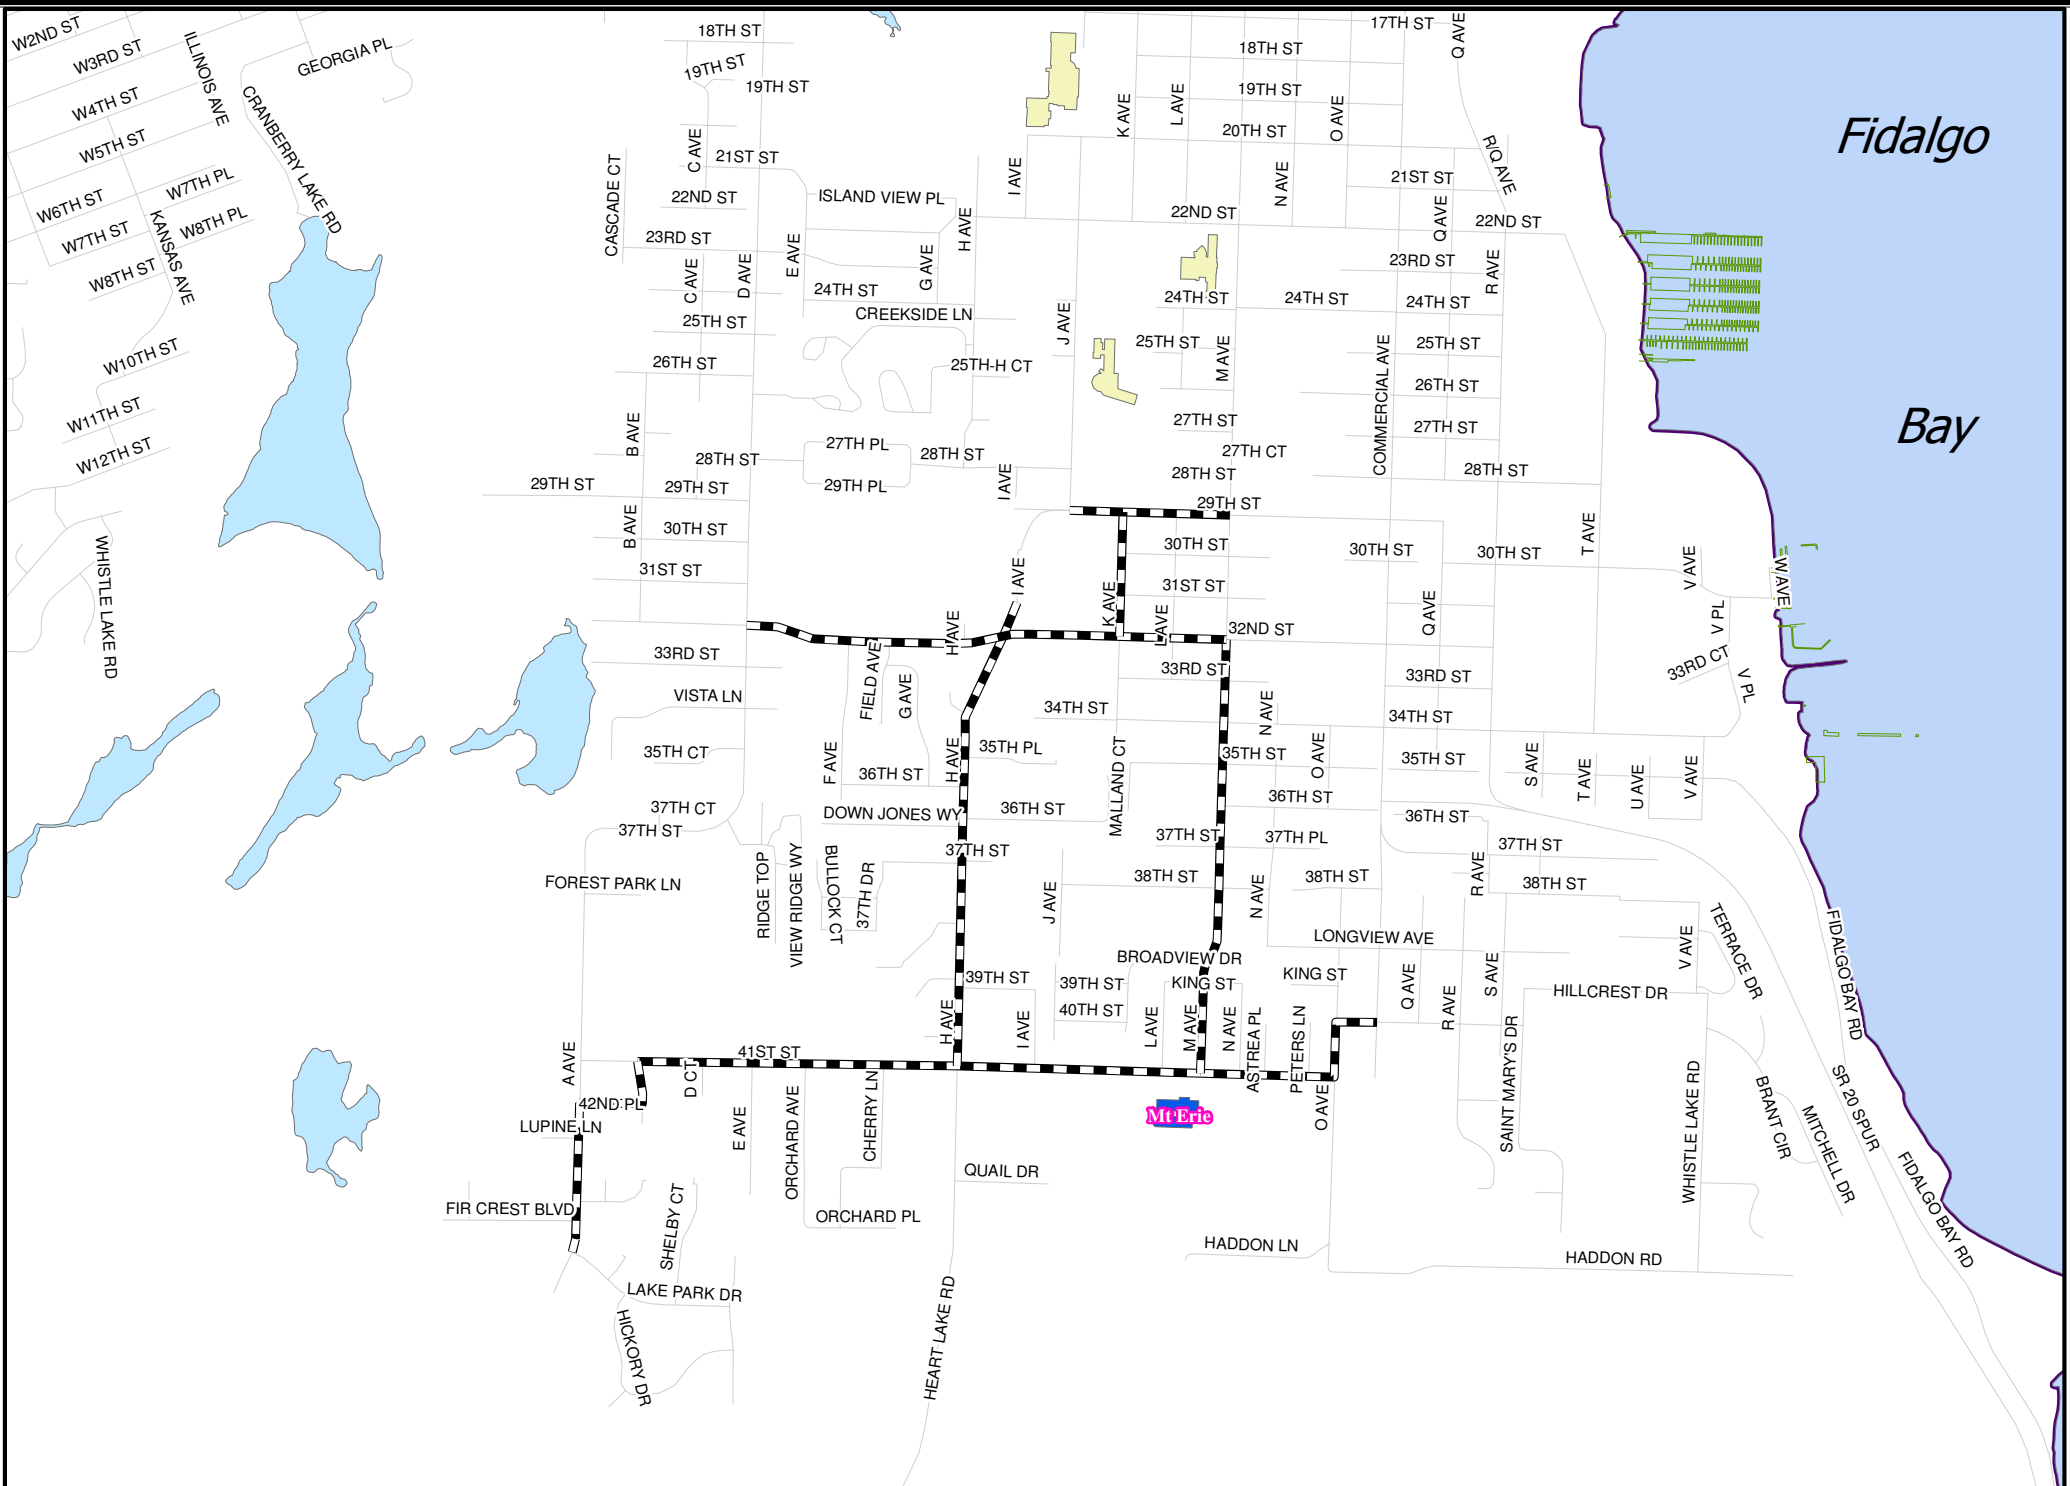 W2ND ST
W3RD ST
ILLINOIS AVE
GEORGIA PL
W4TH ST
CRANBERRY LAKE RD
W5TH ST
W6TH ST
W7TH PL
W7TH ST
KANSAS AVE
W8TH PL
W8TH ST
W10TH ST
W11TH ST
W12TH ST
WHISTLE LAKE RD
18TH ST
19TH ST
19TH ST
C AVE
CASCADE CT
21ST ST
22ND ST
ISLAND VIEW PL
23RD ST
C AVE
D AVE
E AVE
G AVE
H AVE
I AVE
24TH ST
CREEKSIDE LN
25TH ST
26TH ST
25TH-H CT
J AVE
B AVE
27TH PL
28TH ST
28TH ST
29TH ST
29TH ST
29TH PL
I AVE
B AVE
30TH ST
31ST ST
17TH ST
Q AVE
18TH ST
K AVE
L AVE
19TH ST
O AVE
20TH ST
N AVE
R/Q AVE
21ST ST
22ND ST
Q AVE
22ND ST
23RD ST
R AVE
24TH ST
24TH ST
24TH ST
25TH ST
M AVE
COMMERCIAL AVE
25TH ST
26TH ST
27TH ST
27TH ST
27TH CT
28TH ST
28TH ST
29TH ST
T AVE
30TH ST
30TH ST
30TH ST
31ST ST
I AVE
K AVE
L AVE
H AVE
32ND ST
Q AVE
V AVE
W AVE
V PL
33RD CT
V PL
Fidalgo
Bay
33RD ST
FIELD AVE
G AVE
VISTA LN
33RD ST
33RD ST
34TH ST
N AVE
34TH ST
35TH CT
F AVE
36TH ST
H AVE
35TH PL
MALLAND CT
35TH ST
O AVE
35TH ST
S AVE
T AVE
U AVE
V AVE
37TH CT
37TH ST
DOWN JONES WY
36TH ST
36TH ST
36TH ST
37TH ST
37TH PL
37TH ST
37TH ST
RIDGE TOP
VIEW RIDGE WY
BULLOCK CT
37TH DR
FOREST PARK LN
J AVE
38TH ST
N AVE
38TH ST
R AVE
38TH ST
LONGVIEW AVE
V AVE
TERRACE DR
FIDALGO BAY RD
BROADVIEW DR
39TH ST
39TH ST
KING ST
KING ST
Q AVE
R AVE
S AVE
HILLCREST DR
40TH ST
H AVE
I AVE
L AVE
M AVE
N AVE
ASTREA PL
PETERS LN
SAINT MARY'S DR
A AVE
41ST ST
D CT
42ND PL
LUPINE LN
E AVE
ORCHARD AVE
CHERRY LN
Mt Erie
O AVE
WHISTLE LAKE RD
BRANT CIR
MITCHELL DR
SR 20 SPUR
FIDALGO BAY RD
QUAIL DR
FIR CREST BLVD
SHELBY CT
ORCHARD PL
HADDON LN
HADDON RD
LAKE PARK DR
HICKORY DR
HEART LAKE RD